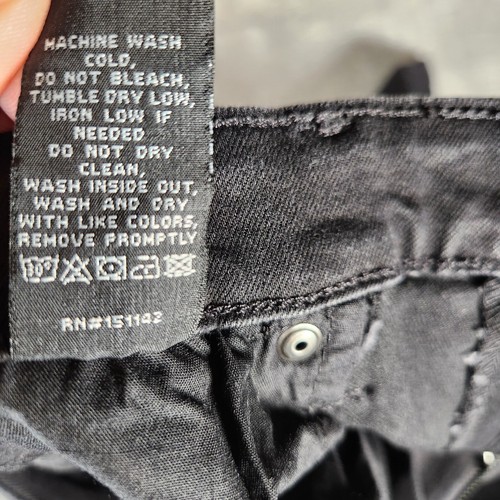 MACHINE WASH
COLD,
DO NOT BLEACH,
TUMBLE DRY LOW,
IRON LOW IF
NEEDED
DO NOT DRY
CLEAN,
WASH INSIDE OUT,
WASH AND DRY
WITH LIKE COLORS,
REMOVE PROMPTLY
30°
RN#151142